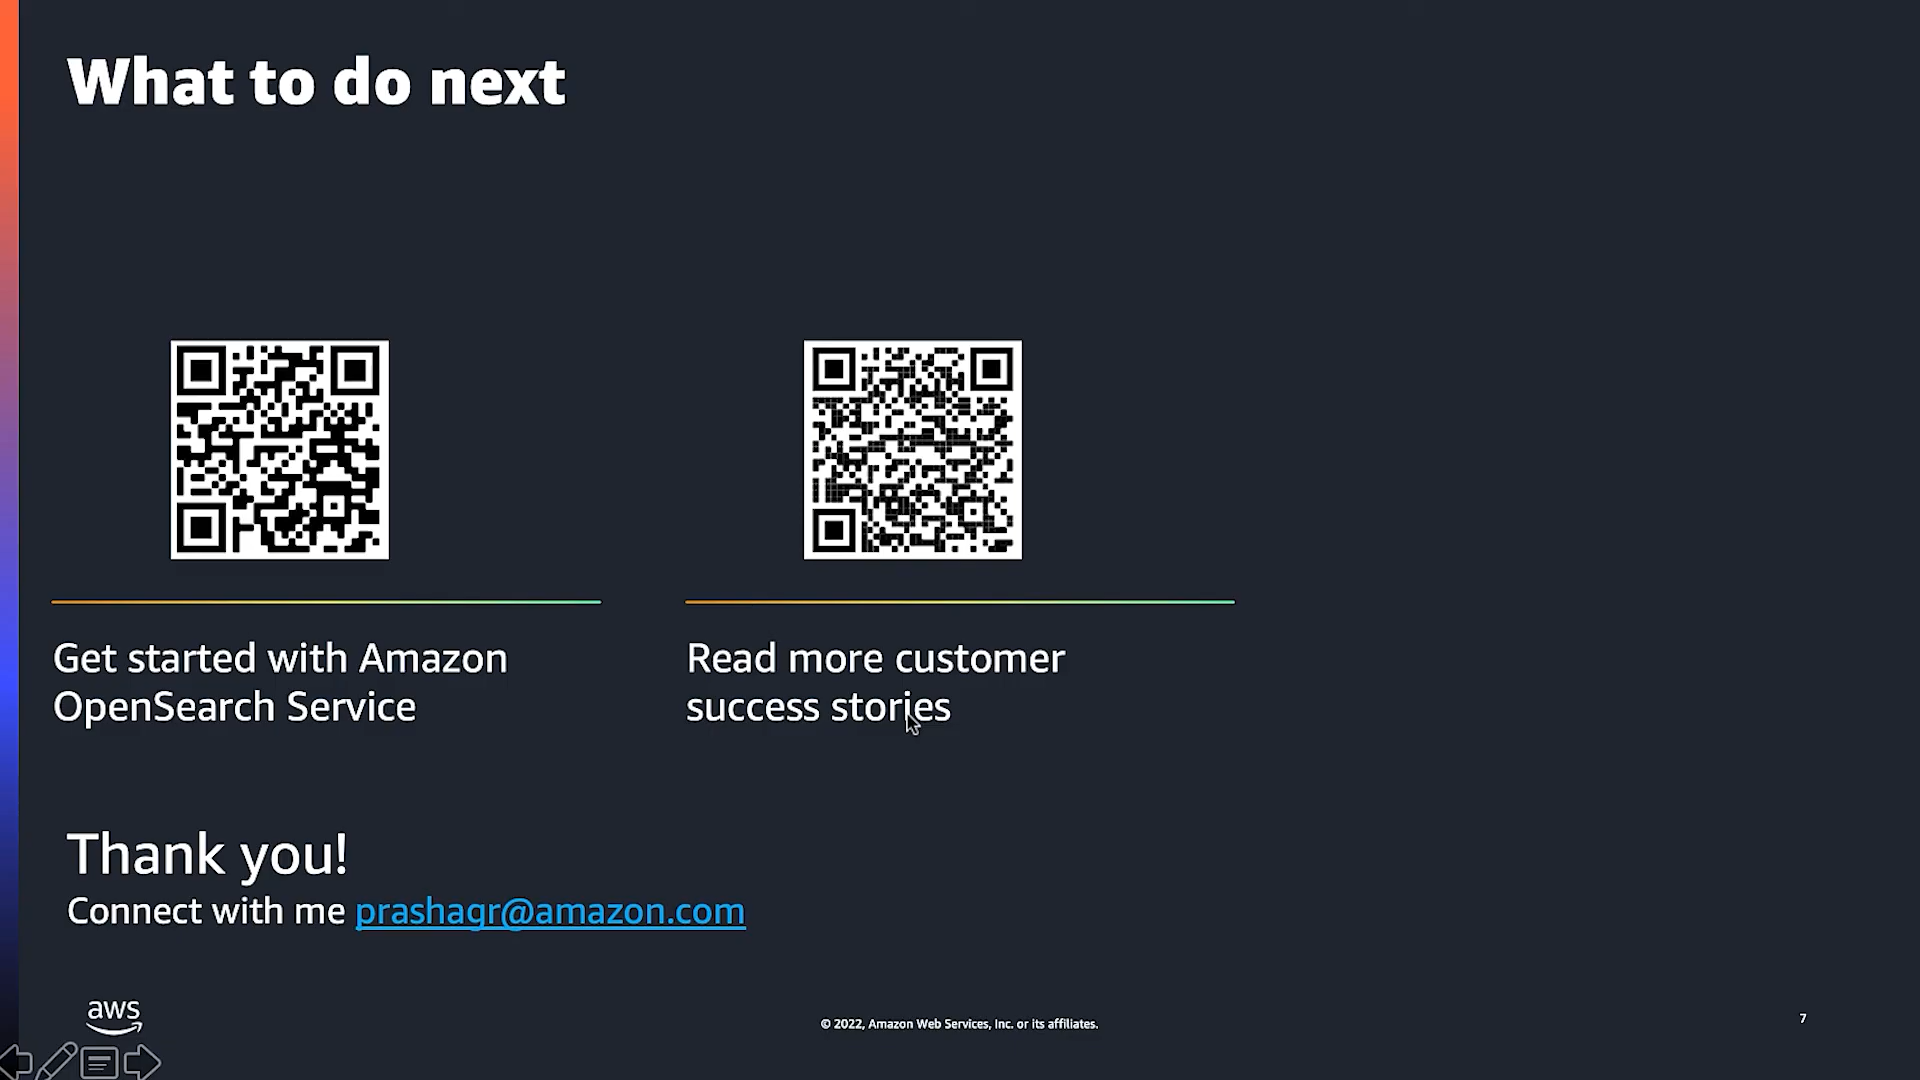 What to do next
Get started with Amazon
OpenSearch Service
Read more customer
success stories
Thank you!
Connect with me prashagr@amazon.com
aws
© 2022, Amazon Web Services, Inc. or its affiliates.
7